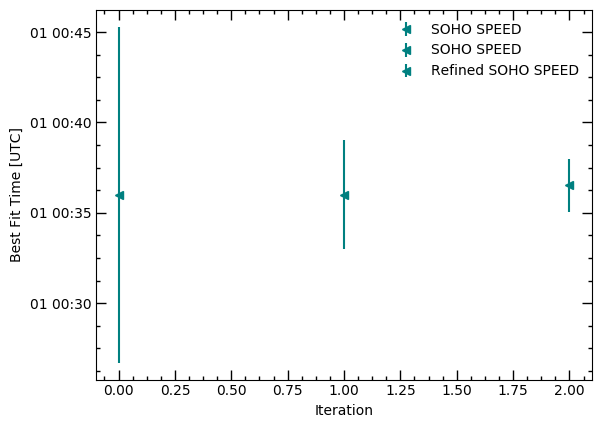 SOHO SPEED
SOHO SPEED
Refined SOHO SPEED
01 00:45
01 00:40
01 00:35
01 00:30
Best Fit Time [UTC]
0.00 0.25 0.50 0.75 1.00 1.25 1.50 1.75 2.00
Iteration